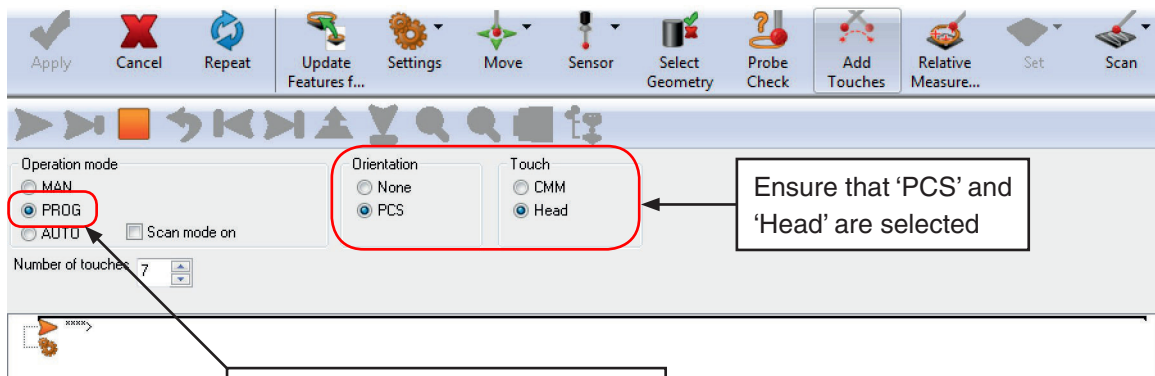 Apply Cancel Repeat Update Features f... Settings Move Sensor Select Geometry Probe Check Add Touches Relative Measure... Set Scan
Operation mode
MAN
PROG
AUTO Scan mode on
Orientation
None
PCS
Touch
CMM
Head
Ensure that ‘PCS’ and
‘Head’ are selected
Number of touches 7
xxxx>